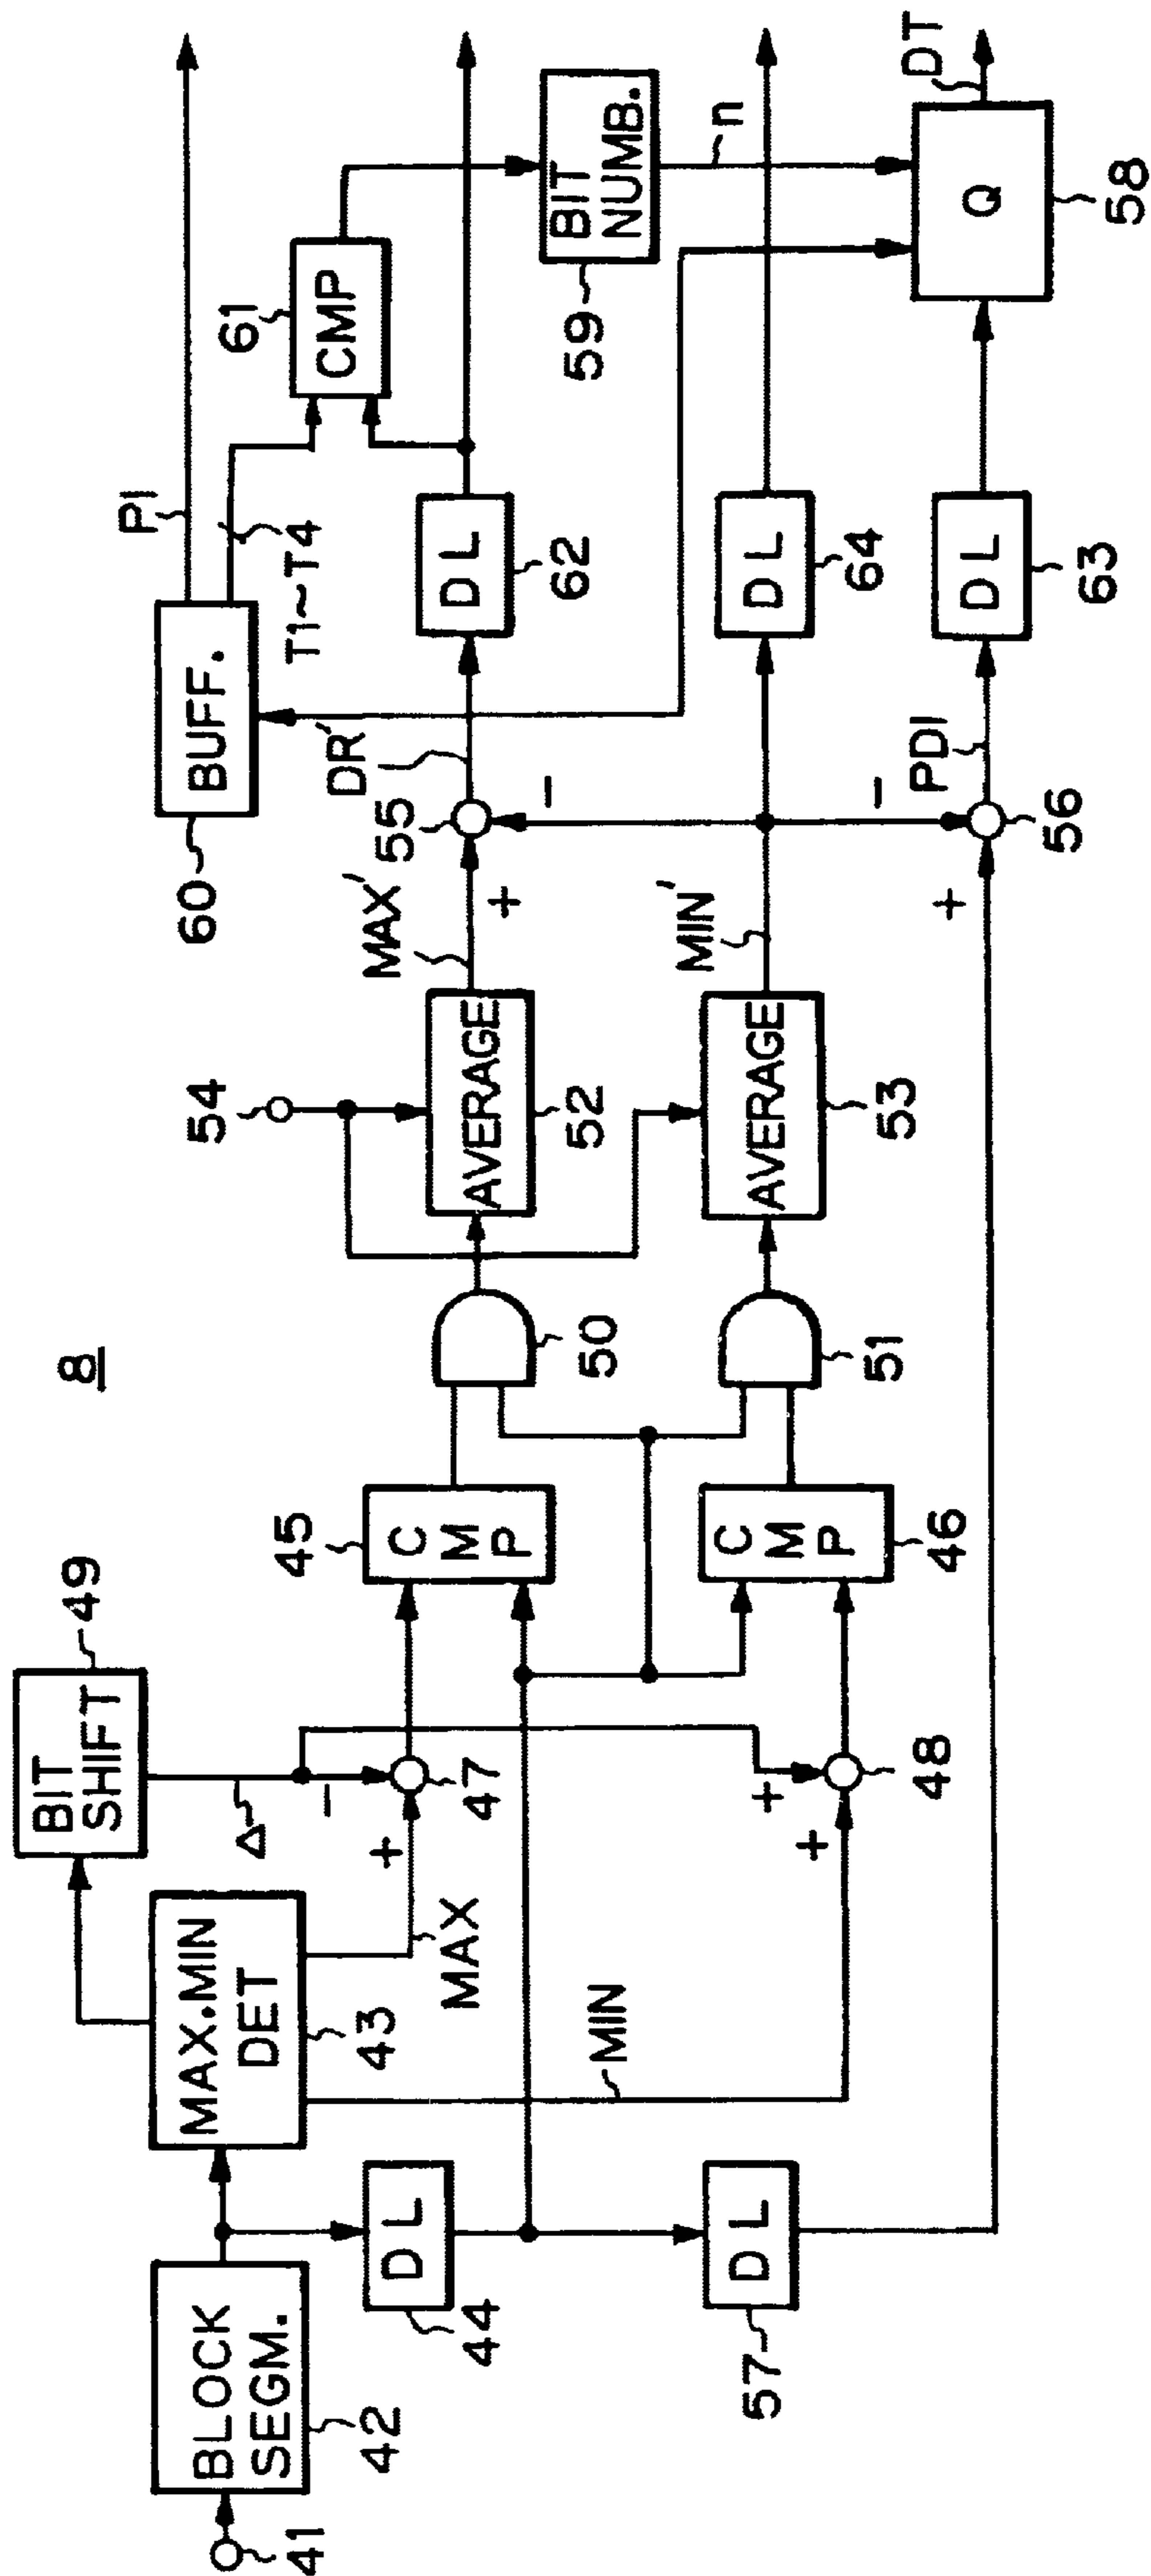 8
41
BLOCK
SEGM.
42
MAX.MIN
DET
43
BIT
SHIFT
49
Δ
−
+
47
MAX
MIN
+
+
48
DL
44
DL
57
CMP
45
CMP
46
50
51
54
AVERAGE
52
AVERAGE
53
MAX'
+
55
−
DR'
MIN'
−
+
56
PDI
BUFF.
60
PI
T1~T4
DL
62
DL
64
DL
63
CMP
61
BIT
NUMB.
59
n
Q
58
DT